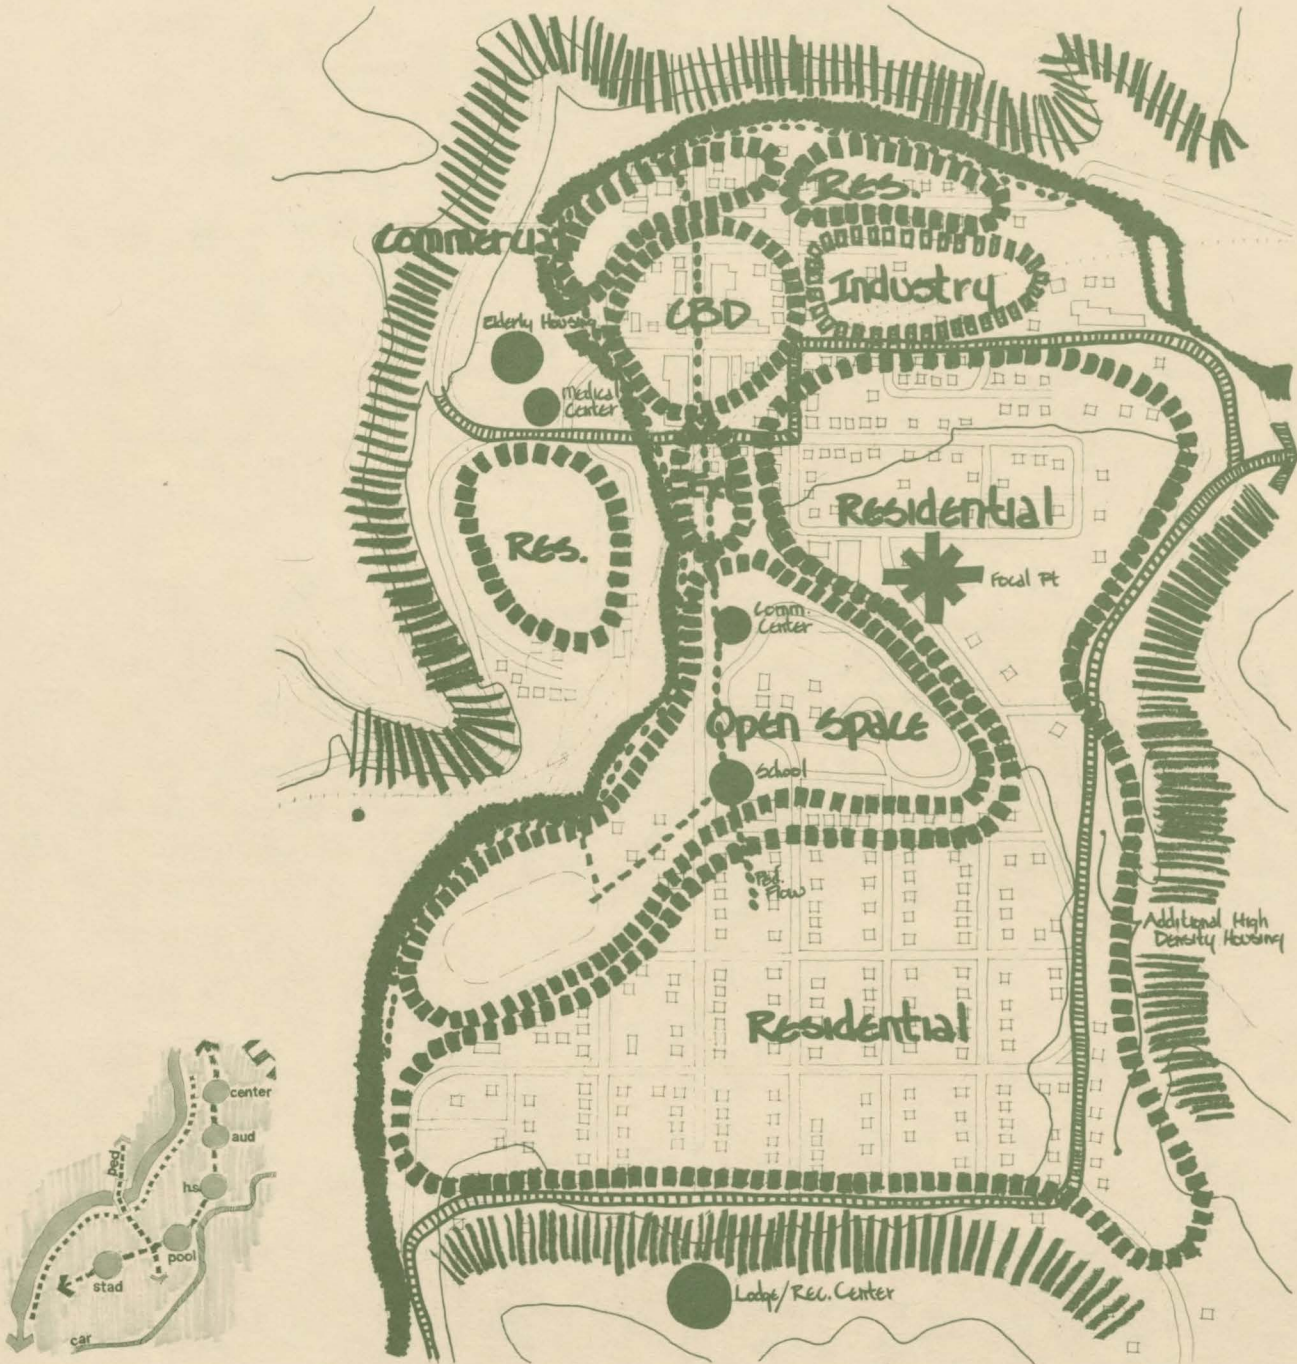 RES.
Commercial
Industry
CBD
Elderly Housing
Medical
Center
Residential
RES.
Focal Pt
Comm.
Center
Open Space
School
Ped.
Flow
Additional High
Density Housing
Residential
center
aud
ped
h.s.
pool
stad
Lodge/Rec. Center
car